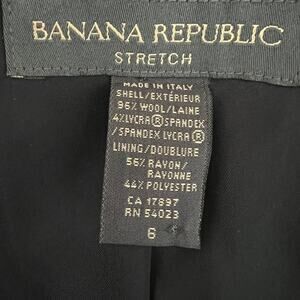 BANANA REPUBLIC
STRETCH
MADE IN ITALY
SHELL/EXTÉRIEUR
96% WOOL/LAINE
4%LYCRA®SPANDEX
/SPANDEX LYCRA®
LINING/DOUBLURE
56% RAYON/
RAYONNE
44% POLYESTER
CA 17897
RN 54023
6